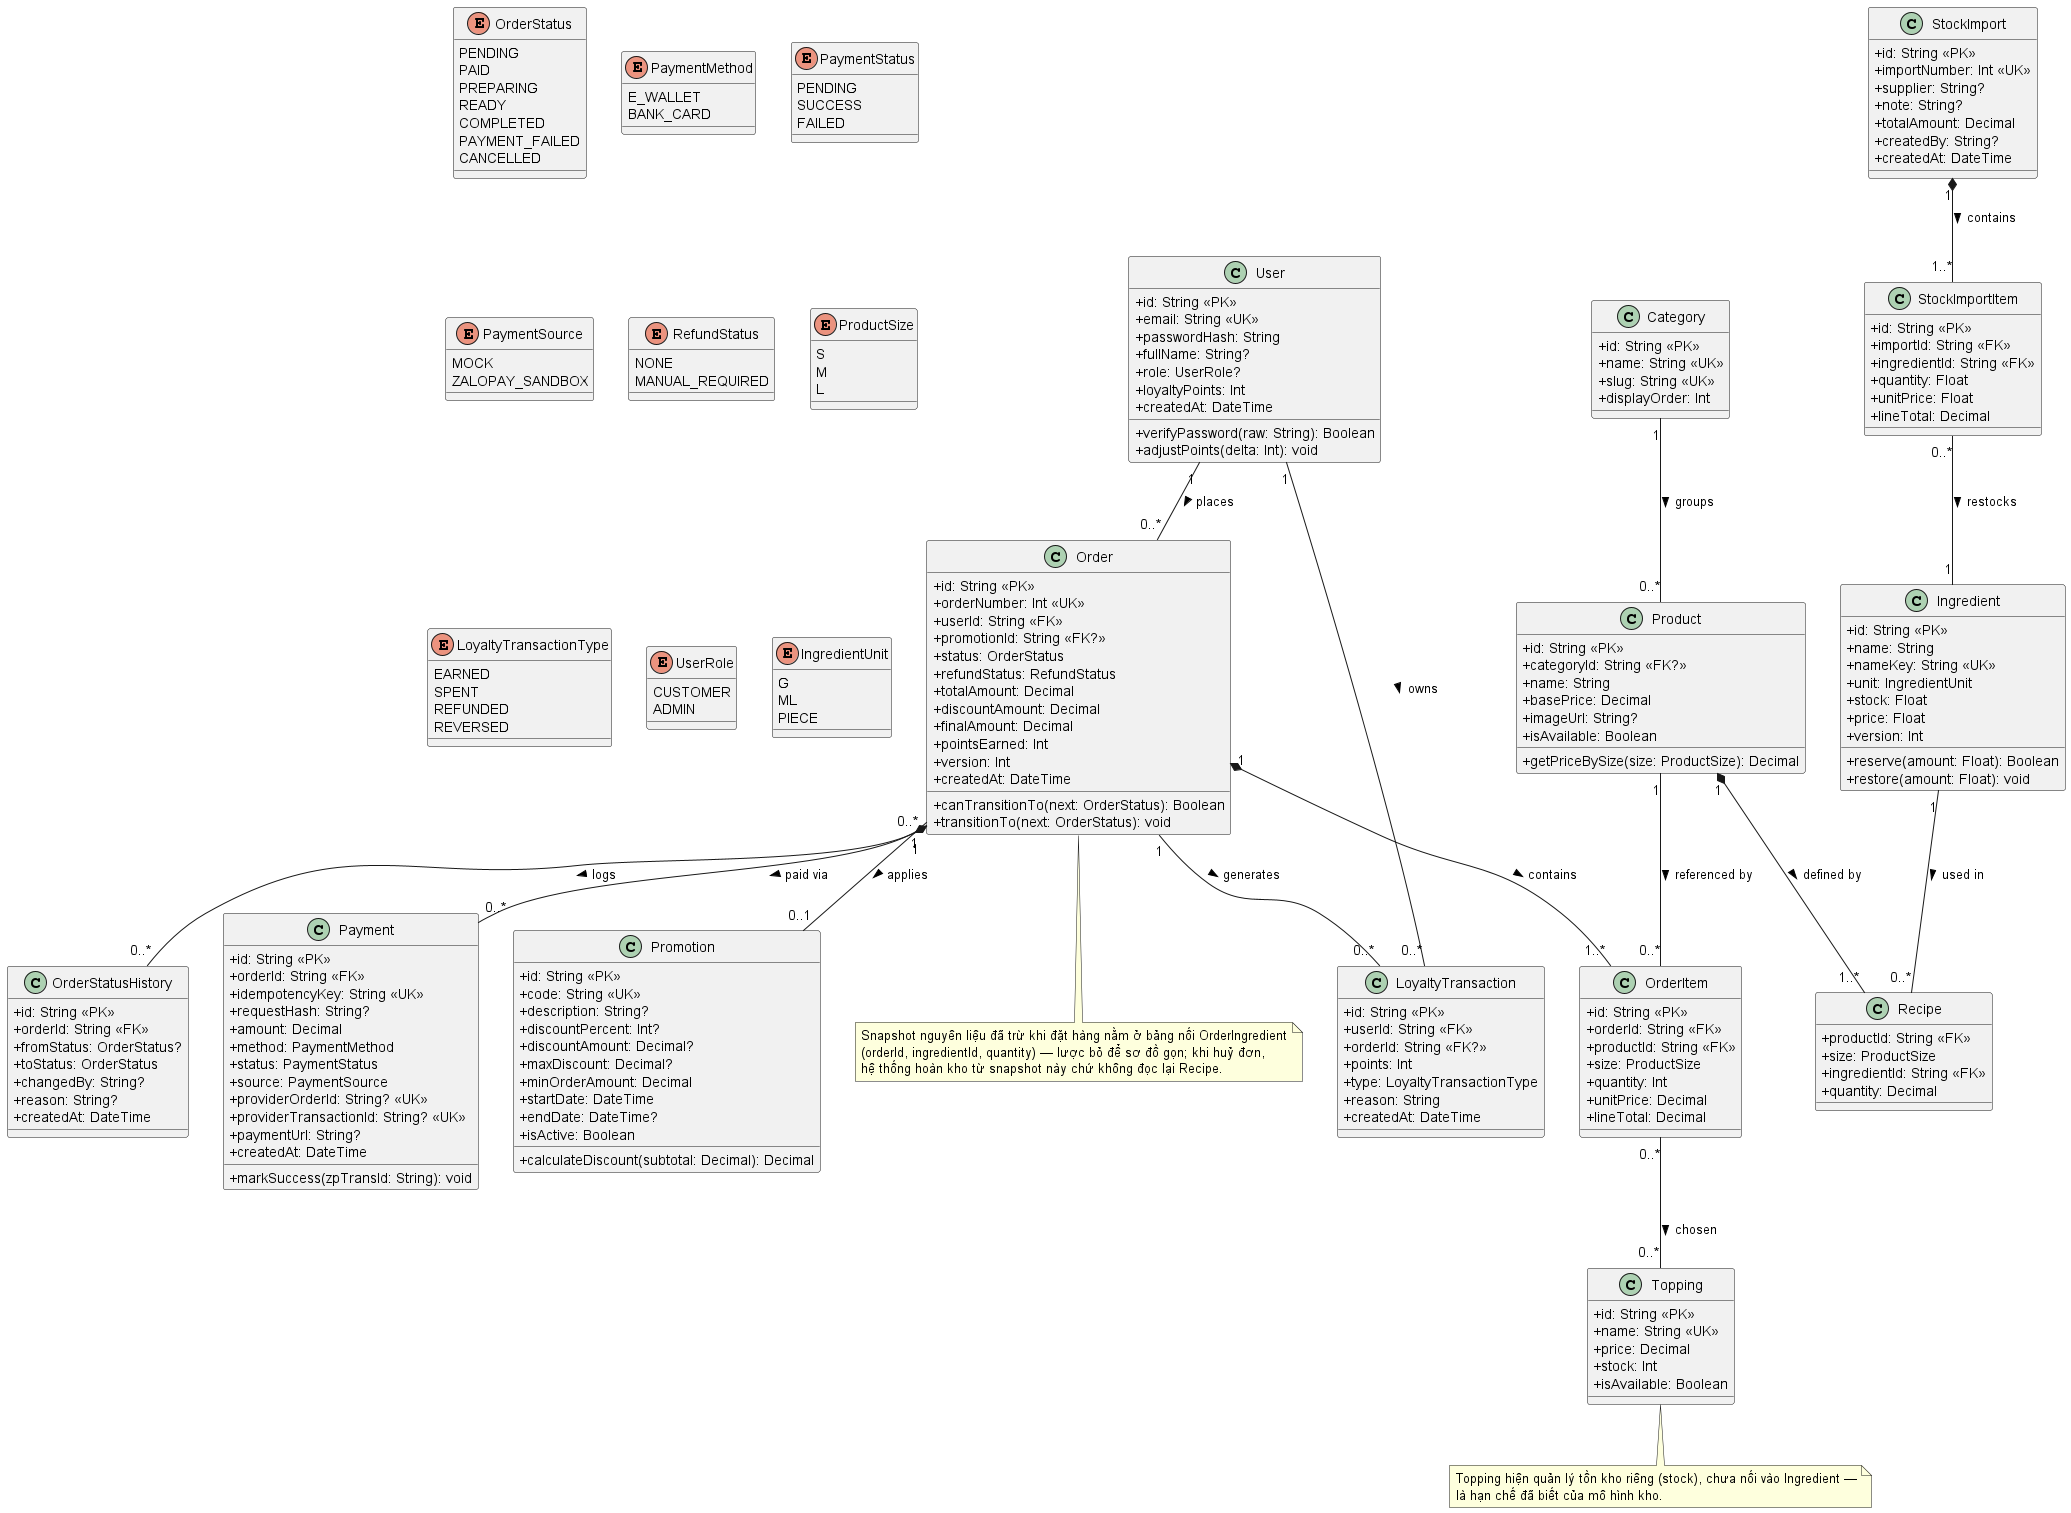 OrderStatus
PENDING
PAID
PREPARING
READY
COMPLETED
PAYMENT_FAILED
CANCELLED
PaymentMethod
E_WALLET
BANK_CARD
PaymentStatus
PENDING
SUCCESS
FAILED
StockImport
+id: String «PK»
+importNumber: Int «UK»
+supplier: String?
+note: String?
+totalAmount: Decimal
+createdBy: String?
+createdAt: DateTime
1
contains
1..*
PaymentSource
MOCK
ZALOPAY_SANDBOX
RefundStatus
NONE
MANUAL_REQUIRED
ProductSize
S
M
L
User
+id: String «PK»
+email: String «UK»
+passwordHash: String
+fullName: String?
+role: UserRole?
+loyaltyPoints: Int
+createdAt: DateTime
+verifyPassword(raw: String): Boolean
+adjustPoints(delta: Int): void
Category
+id: String «PK»
+name: String «UK»
+slug: String «UK»
+displayOrder: Int
StockImportItem
+id: String «PK»
+importId: String «FK»
+ingredientId: String «FK»
+quantity: Float
+unitPrice: Float
+lineTotal: Decimal
1
places
0..*
1
owns
0..*
1
groups
0..*
0..*
restocks
1
LoyaltyTransactionType
EARNED
SPENT
REFUNDED
REVERSED
UserRole
CUSTOMER
ADMIN
IngredientUnit
G
ML
PIECE
Order
+id: String «PK»
+orderNumber: Int «UK»
+userId: String «FK»
+promotionId: String «FK?»
+status: OrderStatus
+refundStatus: RefundStatus
+totalAmount: Decimal
+discountAmount: Decimal
+finalAmount: Decimal
+pointsEarned: Int
+version: Int
+createdAt: DateTime
+canTransitionTo(next: OrderStatus): Boolean
+transitionTo(next: OrderStatus): void
Product
+id: String «PK»
+categoryId: String «FK?»
+name: String
+basePrice: Decimal
+imageUrl: String?
+isAvailable: Boolean
+getPriceBySize(size: ProductSize): Decimal
Ingredient
+id: String «PK»
+name: String
+nameKey: String «UK»
+unit: IngredientUnit
+stock: Float
+price: Float
+version: Int
+reserve(amount: Float): Boolean
+restore(amount: Float): void
0..*
1
1
logs
0..*
paid via
0..*
applies
0..1
1
generates
0..*
1
contains
1..*
1
referenced by
0..*
1
defined by
1..*
1
used in
0..*
OrderStatusHistory
+id: String «PK»
+orderId: String «FK»
+fromStatus: OrderStatus?
+toStatus: OrderStatus
+changedBy: String?
+reason: String?
+createdAt: DateTime
Payment
+id: String «PK»
+orderId: String «FK»
+idempotencyKey: String «UK»
+requestHash: String?
+amount: Decimal
+method: PaymentMethod
+status: PaymentStatus
+source: PaymentSource
+providerOrderId: String? «UK»
+providerTransactionId: String? «UK»
+paymentUrl: String?
+createdAt: DateTime
+markSuccess(zpTransId: String): void
Promotion
+id: String «PK»
+code: String «UK»
+description: String?
+discountPercent: Int?
+discountAmount: Decimal?
+maxDiscount: Decimal?
+minOrderAmount: Decimal
+startDate: DateTime
+endDate: DateTime?
+isActive: Boolean
+calculateDiscount(subtotal: Decimal): Decimal
Snapshot nguyên liệu đã trừ khi đặt hàng nằm ở bảng nối OrderIngredient
(orderId, ingredientId, quantity) — lược bỏ để sơ đồ gọn; khi huỷ đơn,
hệ thống hoàn kho từ snapshot này chứ không đọc lại Recipe.
LoyaltyTransaction
+id: String «PK»
+userId: String «FK»
+orderId: String «FK?»
+points: Int
+type: LoyaltyTransactionType
+reason: String
+createdAt: DateTime
OrderItem
+id: String «PK»
+orderId: String «FK»
+productId: String «FK»
+size: ProductSize
+quantity: Int
+unitPrice: Decimal
+lineTotal: Decimal
Recipe
+productId: String «FK»
+size: ProductSize
+ingredientId: String «FK»
+quantity: Decimal
0..*
chosen
0..*
Topping
+id: String «PK»
+name: String «UK»
+price: Decimal
+stock: Int
+isAvailable: Boolean
Topping hiện quản lý tồn kho riêng (stock), chưa nối vào Ingredient —
là hạn chế đã biết của mô hình kho.